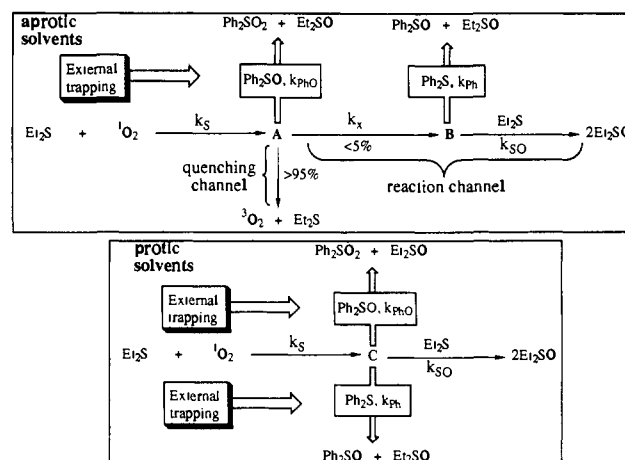 aprotic solvents
Ph2SO2 + Et2SO
Ph2SO + Et2SO
External trapping
Ph2SO, kPhO
Ph2S, kPh
Et2S + 1O2
kS
A
kx
<5%
B
Et2S
kSO
2Et2SO
quenching channel
>95%
reaction channel
3O2 + Et2S
protic solvents
Ph2SO2 + Et2SO
External trapping
Ph2SO, kPhO
Et2S + 1O2
kS
C
Et2S
kSO
2Et2SO
External trapping
Ph2S, kPh
Ph2SO + Et2SO